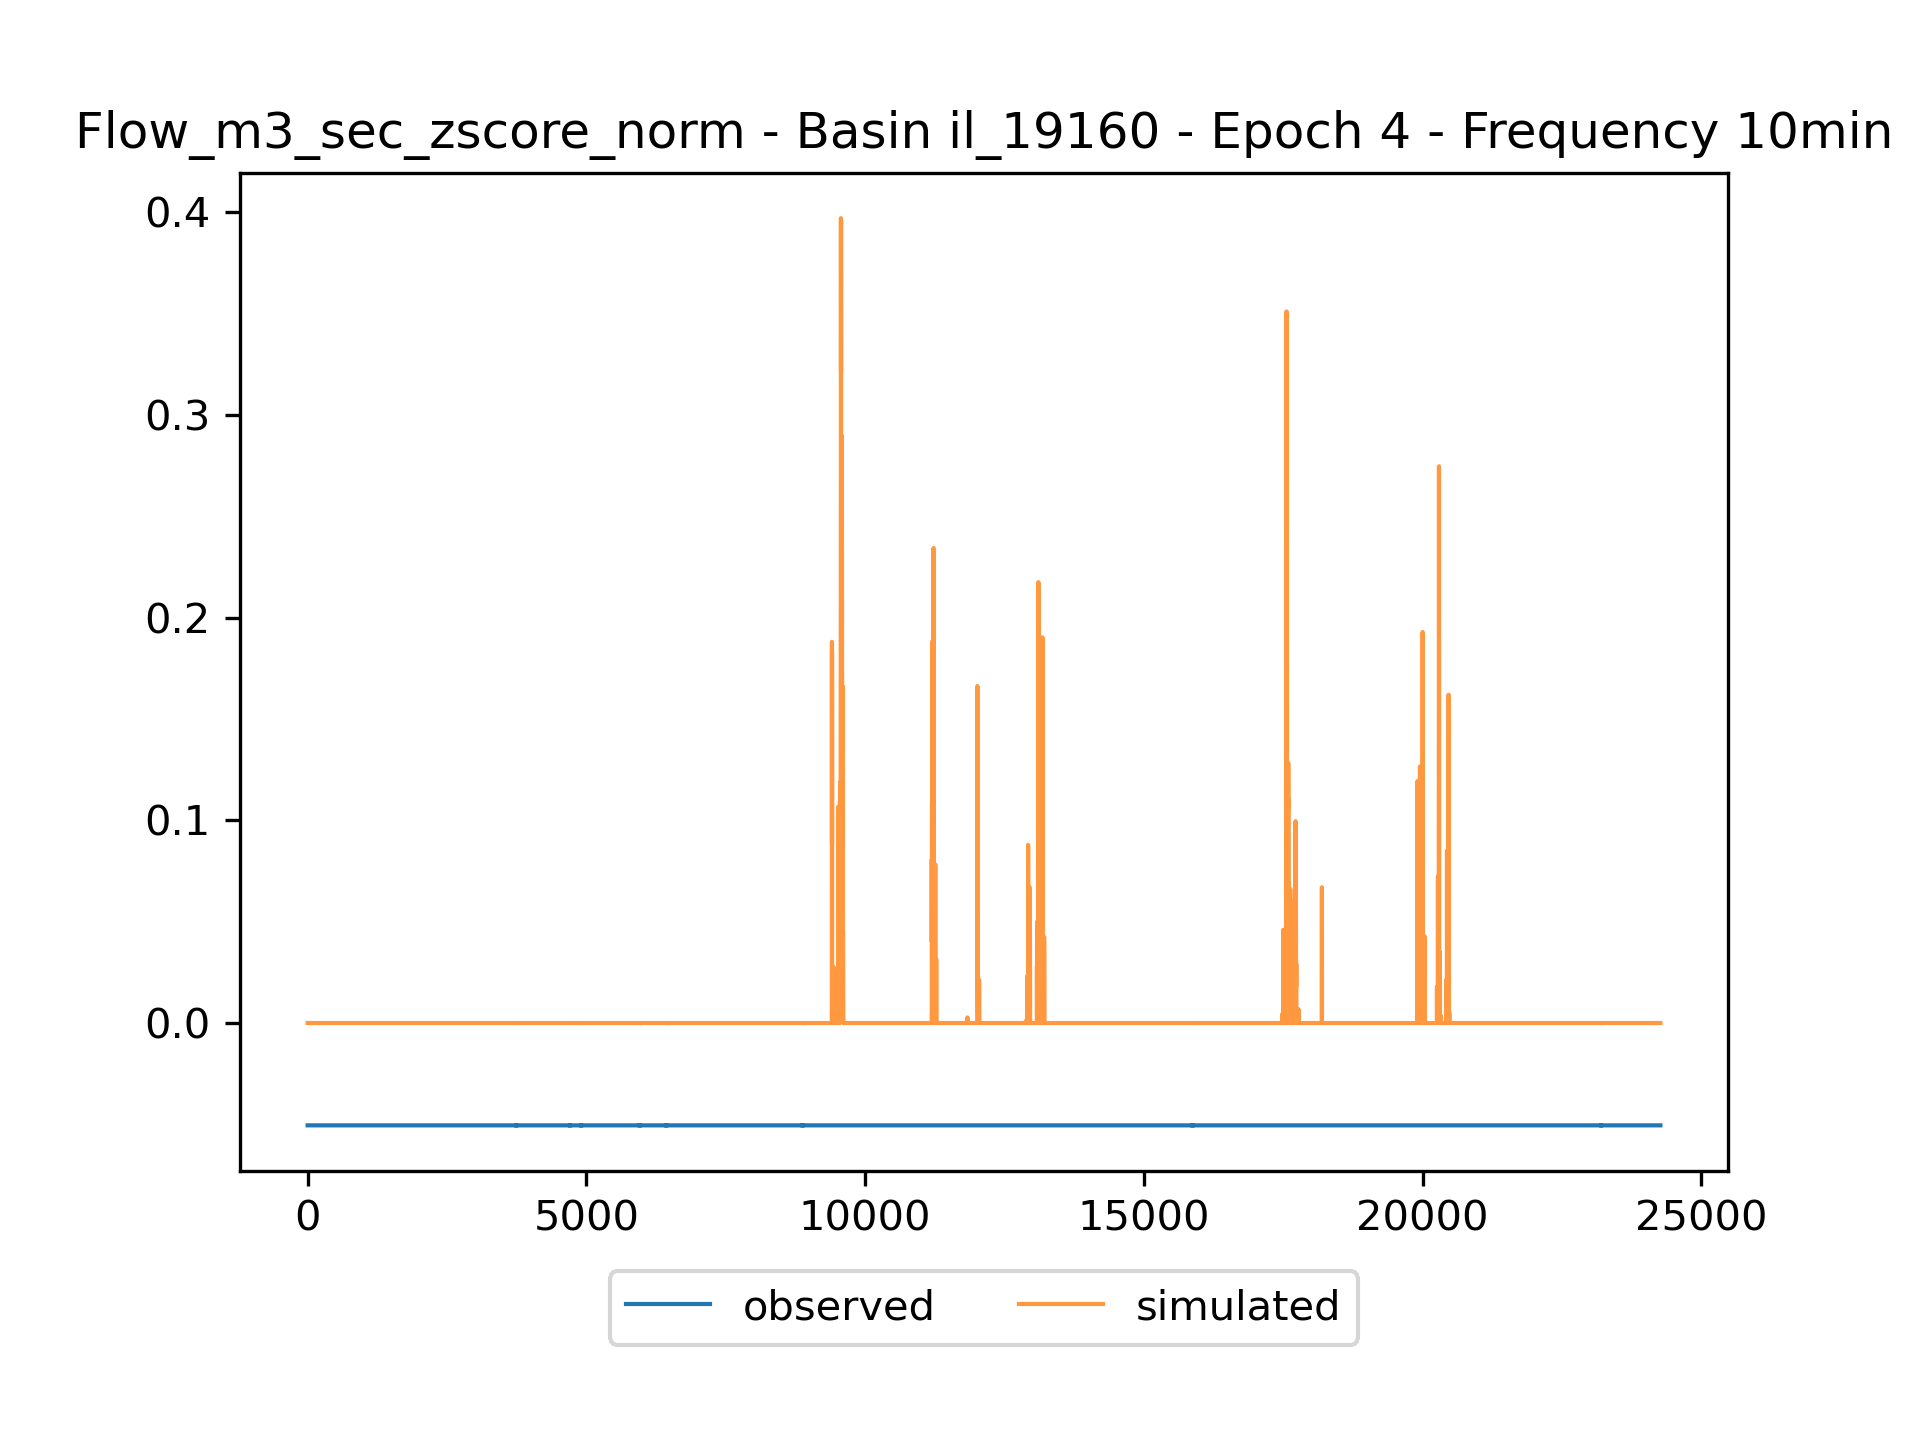 Flow_m3_sec_zscore_norm - Basin il_19160 - Epoch 4 - Frequency 10min
0.4
0.3
0.2
0.1
0.0
0 5000 10000 15000 20000 25000
observed simulated